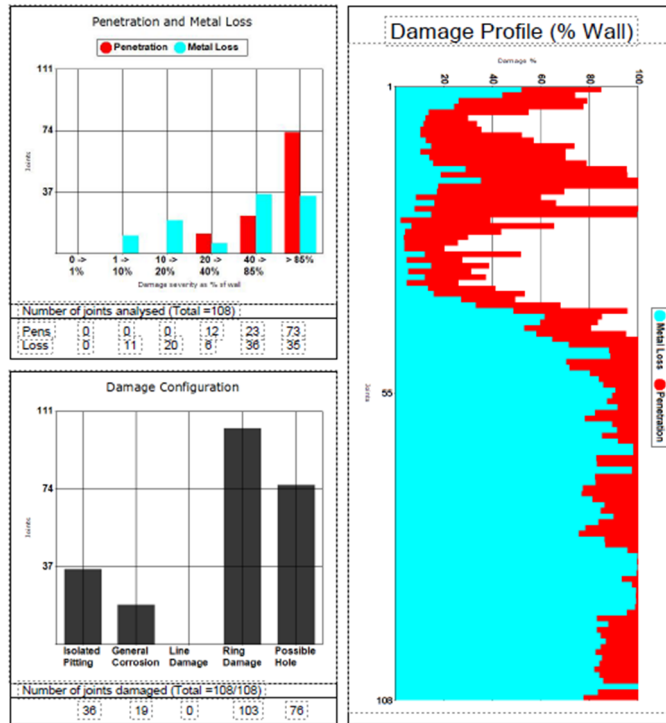 Penetration and Metal Loss
Penetration Metal Loss
111
74
37
Joints
0 -> 1 -> 10 -> 20 -> 40 -> > 85%
1% 10% 20% 40% 85%
Damage severity as % of wall
Number of joints analysed (Total =108)
Pens 0 0 0 12 23 73
Loss 0 11 20 6 36 35
Damage Configuration
111
74
37
Joints
Isolated General Line Ring Possible
Pitting Corrosion Damage Damage Hole
Number of joints damaged (Total =108/108)
36 19 0 103 76
Damage Profile (% Wall)
Damage %
20 40 60 80 100
1
55
108
Joints
Metal Loss Penetration